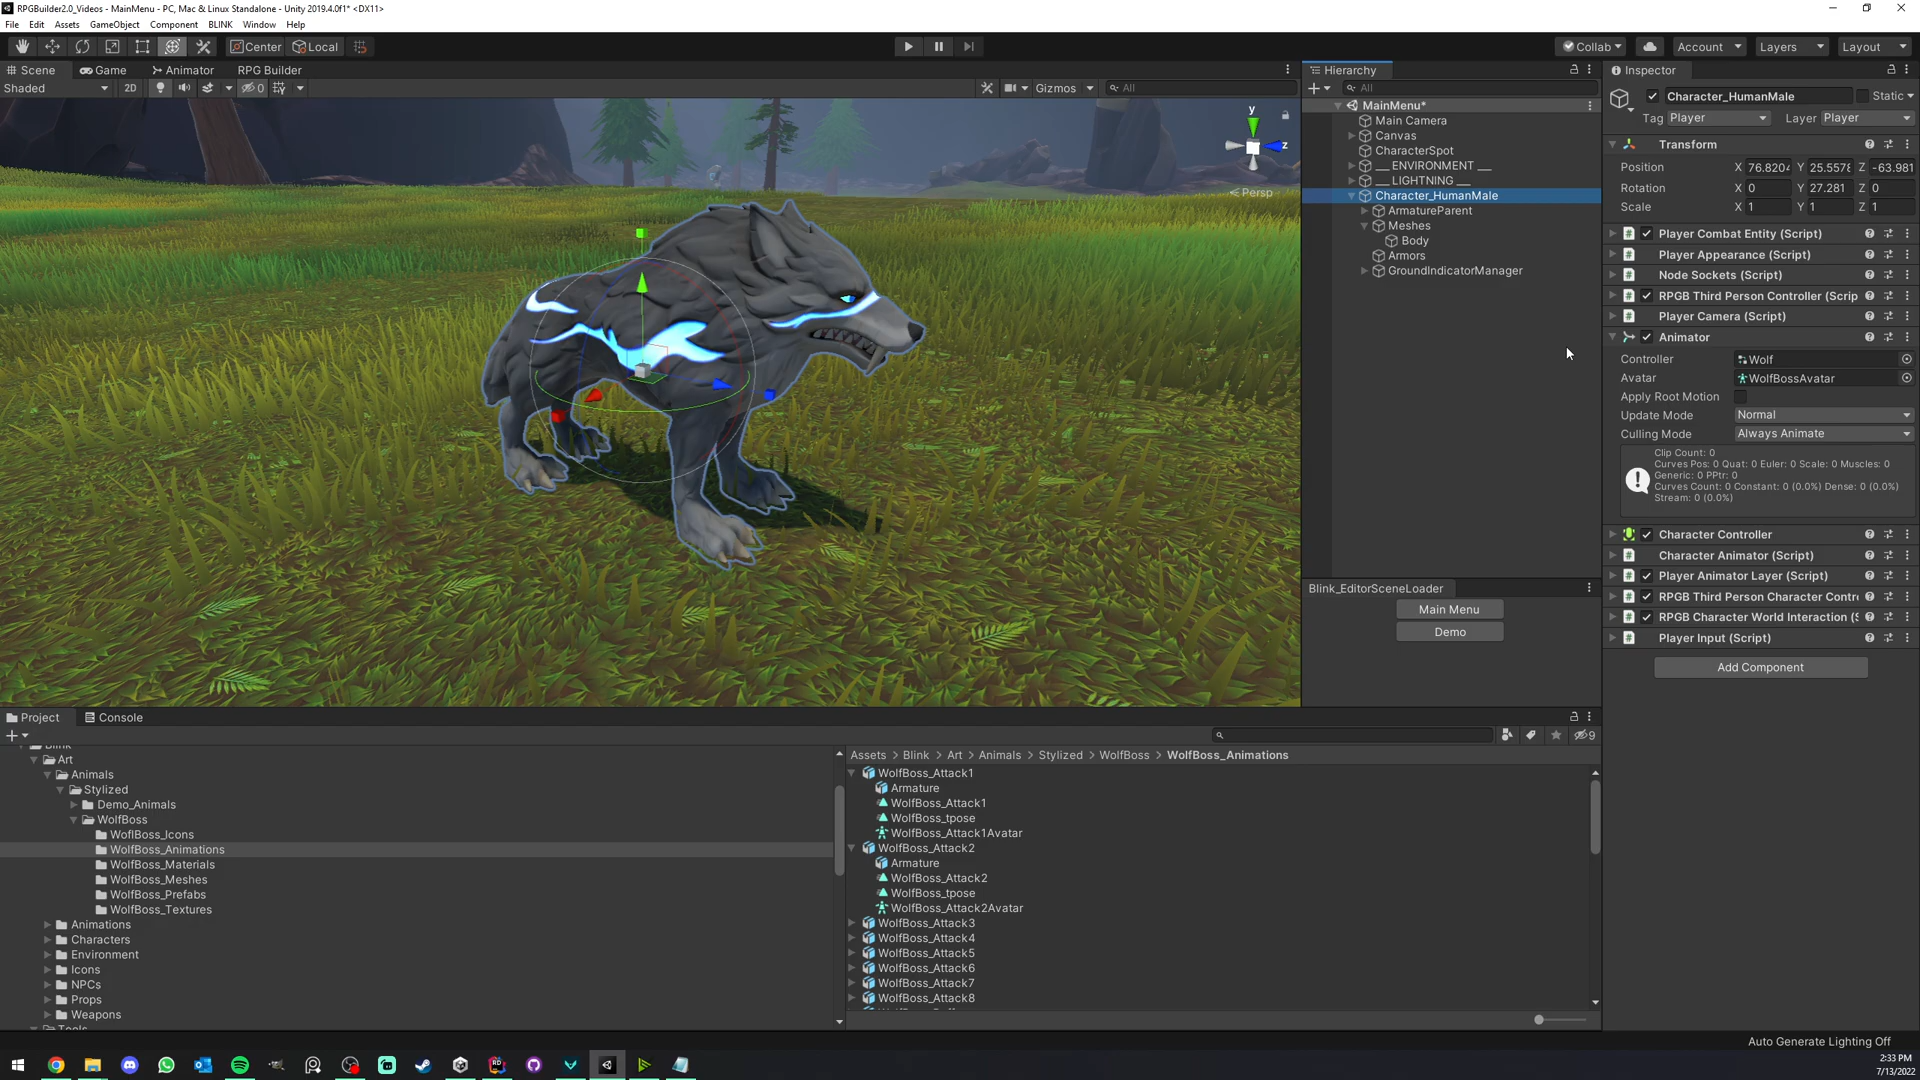 RPGBuilder2.0_Videos - MainMenu - PC, Mac & Linux Standalone - Unity 2019.4.0f1* <DX11>
File Edit Assets GameObject Component BLINK Window Help
Center Local Collab Account Layers Layout
Scene Game Animator RPG Builder
Shaded 2D 0 Gizmos All
y
z
Persp
Hierarchy
All
MainMenu*
Main Camera
Canvas
CharacterSpot
__ENVIRONMENT __
__ LIGHTNING __
Character_HumanMale
ArmatureParent
Meshes
Body
Armors
GroundIndicatorManager
Blink_EditorSceneLoader
Main Menu
Demo
Inspector
Character_HumanMale Static
Tag Player Layer Player
Transform
Position X 76.8204 Y 25.5578 Z -63.981
Rotation X 0 Y 27.281 Z 0
Scale X 1 Y 1 Z 1
Player Combat Entity (Script)
Player Appearance (Script)
Node Sockets (Script)
RPGB Third Person Controller (Scrip
Player Camera (Script)
Animator
Controller Wolf
Avatar WolfBossAvatar
Apply Root Motion
Update Mode Normal
Culling Mode Always Animate
Clip Count: 0
Curves Pos: 0 Quat: 0 Euler: 0 Scale: 0 Muscles: 0
Generic: 0 PPtr: 0
Curves Count: 0 Constant: 0 (0.0%) Dense: 0 (0.0%)
Stream: 0 (0.0%)
Character Controller
Character Animator (Script)
Player Animator Layer (Script)
RPGB Third Person Character Contr
RPGB Character World Interaction (S
Player Input (Script)
Add Component
Project Console
9
Blink
Art
Animals
Stylized
Demo_Animals
WolfBoss
WoflBoss_Icons
WolfBoss_Animations
WolfBoss_Materials
WolfBoss_Meshes
WolfBoss_Prefabs
WolfBoss_Textures
Animations
Characters
Environment
Icons
NPCs
Props
Weapons
Tools
Assets > Blink > Art > Animals > Stylized > WolfBoss > WolfBoss_Animations
WolfBoss_Attack1
Armature
WolfBoss_Attack1
WolfBoss_tpose
WolfBoss_Attack1Avatar
WolfBoss_Attack2
Armature
WolfBoss_Attack2
WolfBoss_tpose
WolfBoss_Attack2Avatar
WolfBoss_Attack3
WolfBoss_Attack4
WolfBoss_Attack5
WolfBoss_Attack6
WolfBoss_Attack7
WolfBoss_Attack8
Auto Generate Lighting Off
2:33 PM
7/13/2022